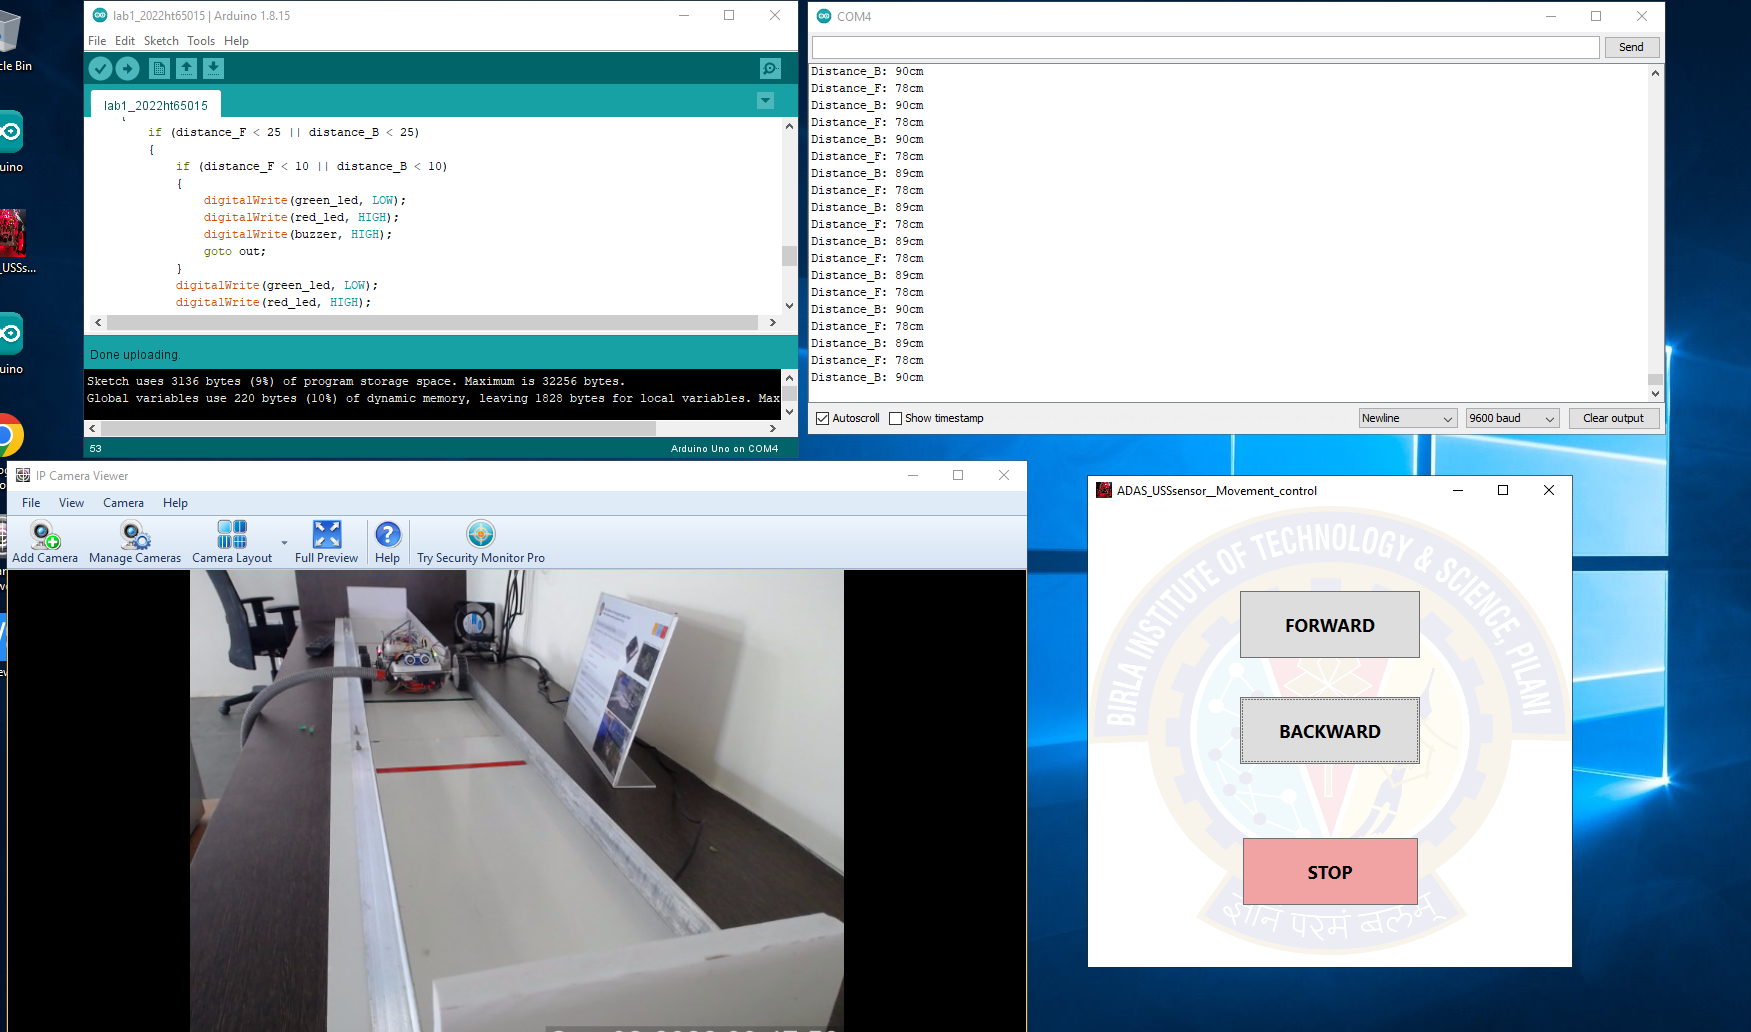 cle Bin
uino
_USSs...
uino
lab1_2022ht65015 | Arduino 1.8.15
File Edit Sketch Tools Help
lab1_2022ht65015
{
if (distance_F < 25 || distance_B < 25)
{
if (distance_F < 10 || distance_B < 10)
{
digitalWrite(green_led, LOW);
digitalWrite(red_led, HIGH);
digitalWrite(buzzer, HIGH);
goto out;
}
digitalWrite(green_led, LOW);
digitalWrite(red_led, HIGH);
Done uploading.
Sketch uses 3136 bytes (9%) of program storage space. Maximum is 32256 bytes.
Global variables use 220 bytes (10%) of dynamic memory, leaving 1828 bytes for local variables. Max
53 Arduino Uno on COM4
COM4
Send
Distance_B: 90cm
Distance_F: 78cm
Distance_B: 90cm
Distance_F: 78cm
Distance_B: 90cm
Distance_F: 78cm
Distance_B: 89cm
Distance_F: 78cm
Distance_B: 89cm
Distance_F: 78cm
Distance_B: 89cm
Distance_F: 78cm
Distance_B: 89cm
Distance_F: 78cm
Distance_B: 90cm
Distance_F: 78cm
Distance_B: 89cm
Distance_F: 78cm
Distance_B: 90cm
Autoscroll Show timestamp Newline 9600 baud Clear output
IP Camera Viewer
File View Camera Help
Add Camera Manage Cameras Camera Layout Full Preview Help Try Security Monitor Pro
ADAS_USSsensor__Movement_control
BIRLA INSTITUTE OF TECHNOLOGY & SCIENCE, PILANI
FORWARD
BACKWARD
STOP
ज्ञान परमं बलम्